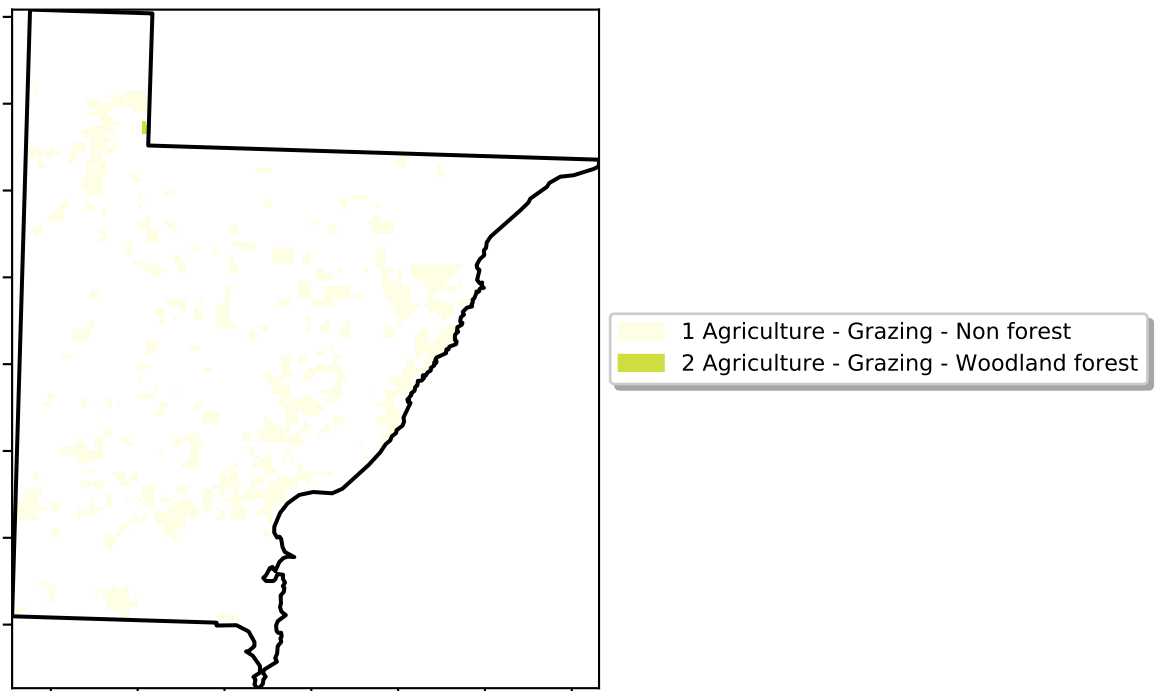 1 Agriculture - Grazing - Non forest
2 Agriculture - Grazing - Woodland forest